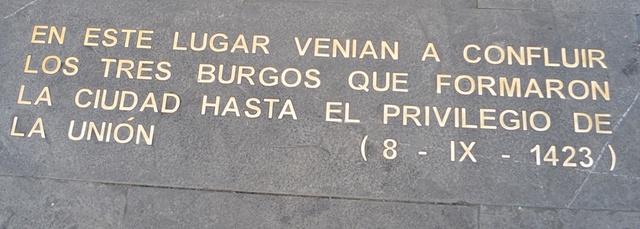 EN ESTE LUGAR VENIAN A CONFLUIR
LOS TRES BURGOS QUE FORMARON
LA CIUDAD HASTA EL PRIVILEGIO DE
LA UNIÓN ( 8 - IX - 1423 )